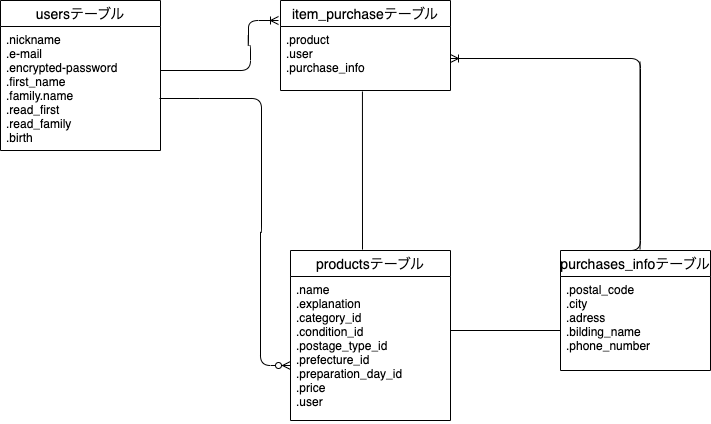 usersテーブル
.nickname
.e-mail
.encrypted-password
.first_name
.family.name
.read_first
.read_family
.birth
item_purchaseテーブル
.product
.user
.purchase_info
productsテーブル
.name
.explanation
.category_id
.condition_id
.postage_type_id
.prefecture_id
.preparation_day_id
.price
.user
purchases_infoテーブル
.postal_code
.city
.adress
.bilding_name
.phone_number